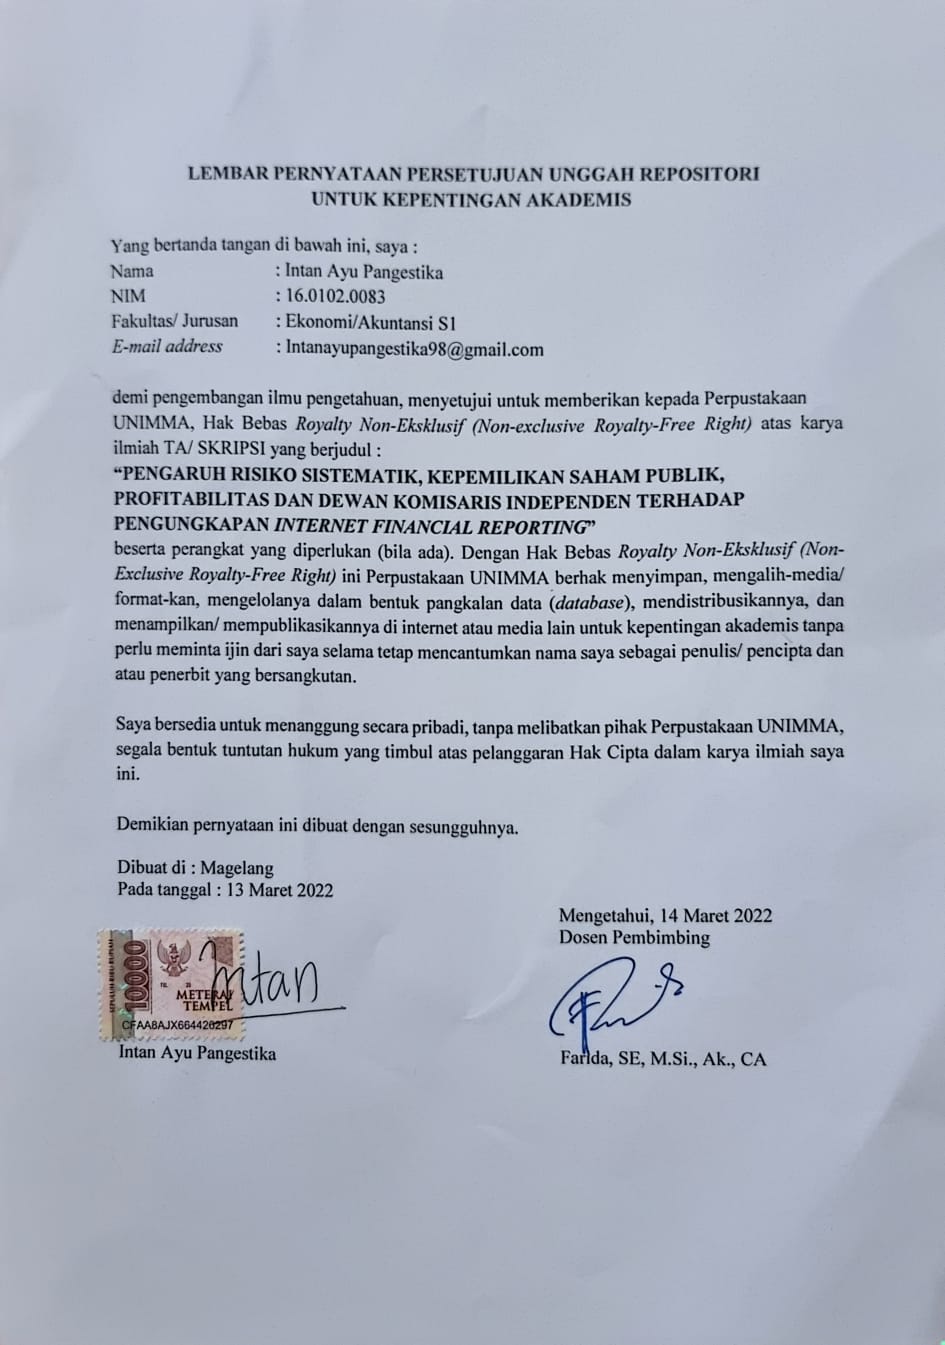 LEMBAR PERNYATAAN PERSETUJUAN UNGGAH REPOSITORI
UNTUK KEPENTINGAN AKADEMIS
Yang bertanda tangan di bawah ini, saya :
Nama : Intan Ayu Pangestika
NIM : 16.0102.0083
Fakultas/ Jurusan : Ekonomi/Akuntansi S1
E-mail address : Intanayupangestika98@gmail.com
demi pengembangan ilmu pengetahuan, menyetujui untuk memberikan kepada Perpustakaan
UNIMMA, Hak Bebas Royalty Non-Eksklusif (Non-exclusive Royalty-Free Right) atas karya
ilmiah TA/ SKRIPSI yang berjudul :
“PENGARUH RISIKO SISTEMATIK, KEPEMILIKAN SAHAM PUBLIK,
PROFITABILITAS DAN DEWAN KOMISARIS INDEPENDEN TERHADAP
PENGUNGKAPAN INTERNET FINANCIAL REPORTING”
beserta perangkat yang diperlukan (bila ada). Dengan Hak Bebas Royalty Non-Eksklusif (Non-
Exclusive Royalty-Free Right) ini Perpustakaan UNIMMA berhak menyimpan, mengalih-media/
format-kan, mengelolanya dalam bentuk pangkalan data (database), mendistribusikannya, dan
menampilkan/ mempublikasikannya di internet atau media lain untuk kepentingan akademis tanpa
perlu meminta ijin dari saya selama tetap mencantumkan nama saya sebagai penulis/ pencipta dan
atau penerbit yang bersangkutan.
Saya bersedia untuk menanggung secara pribadi, tanpa melibatkan pihak Perpustakaan UNIMMA,
segala bentuk tuntutan hukum yang timbul atas pelanggaran Hak Cipta dalam karya ilmiah saya
ini.
Demikian pernyataan ini dibuat dengan sesungguhnya.
Dibuat di : Magelang
Pada tanggal : 13 Maret 2022
Mengetahui, 14 Maret 2022
Dosen Pembimbing
10000
METERAI
TEMPEL
CFAA8AJX664420297
Intan
Intan Ayu Pangestika
Farida, SE, M.Si., Ak., CA